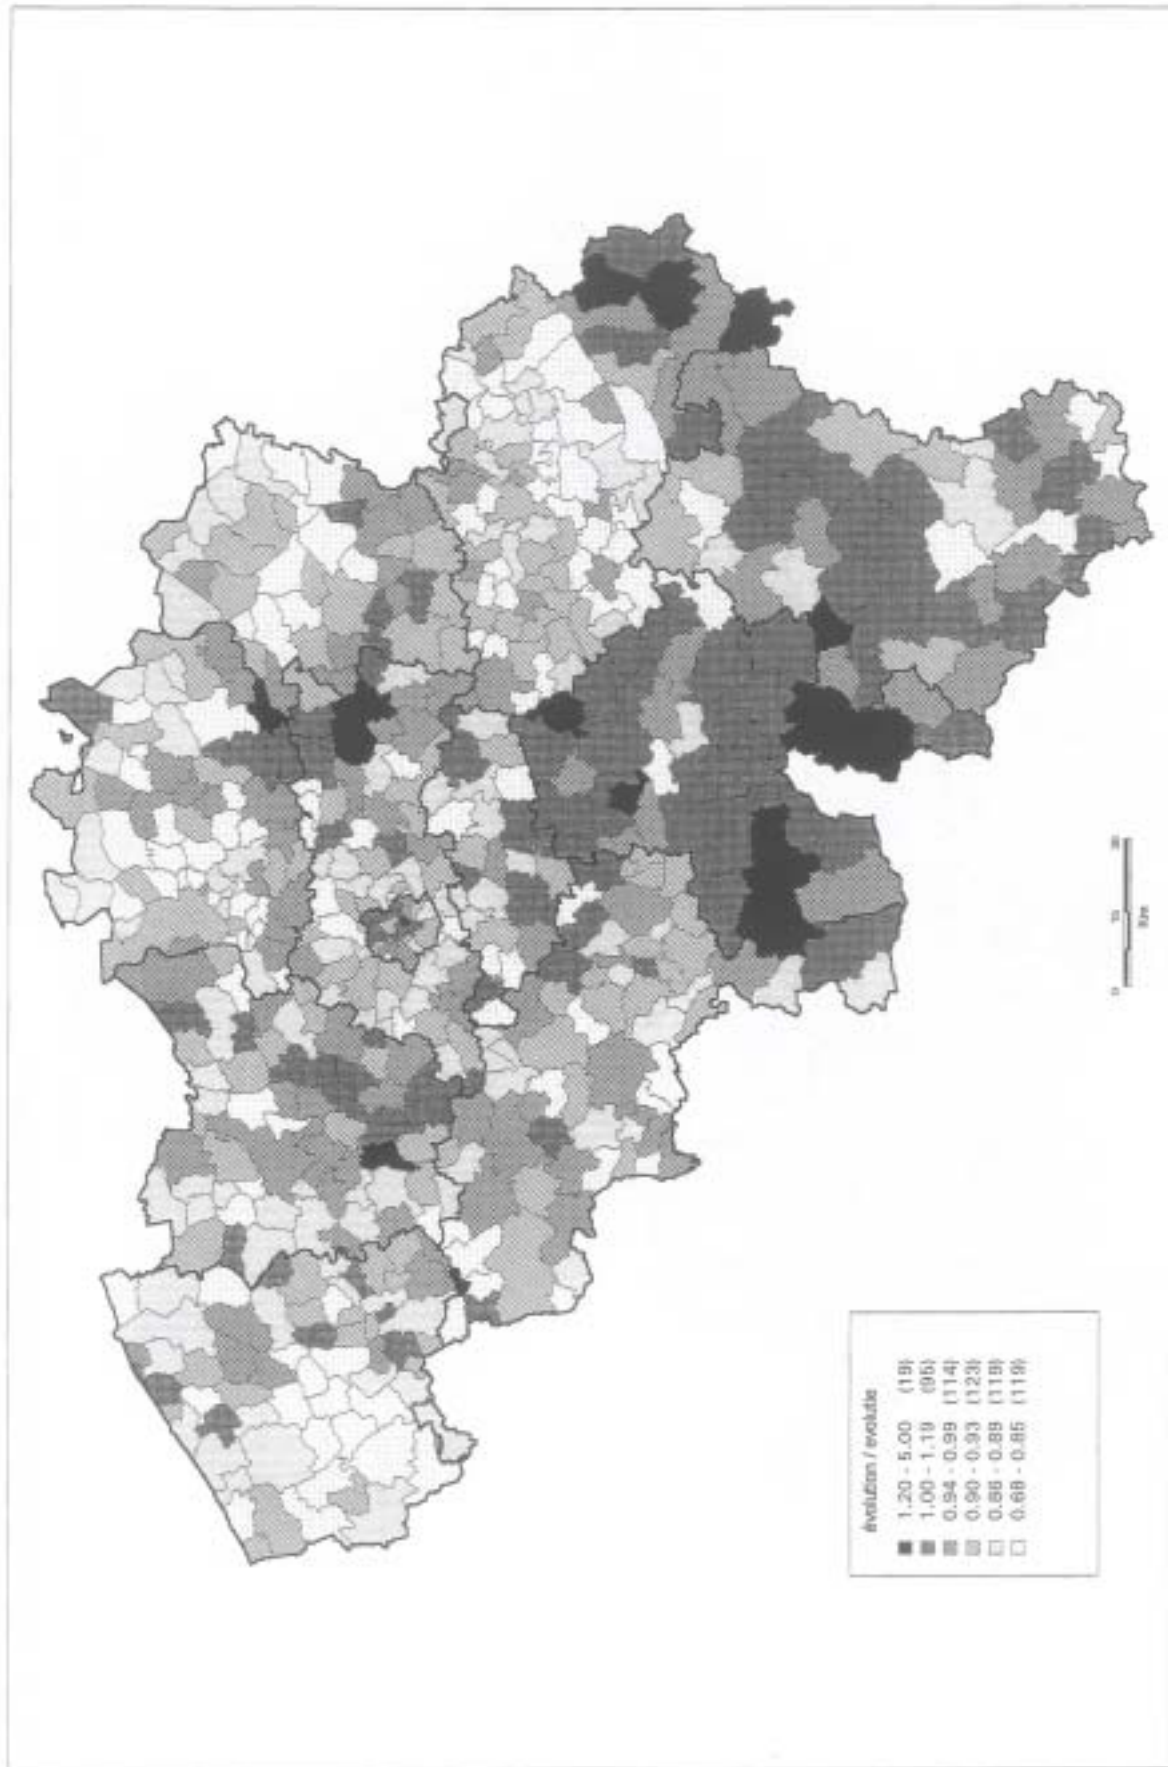 évolution / evolutie
1.20 - 5.00 (19)
1.00 - 1.19 (95)
0.94 - 0.99 (114)
0.90 - 0.93 (123)
0.86 - 0.89 (119)
0.68 - 0.85 (119)
0
Km